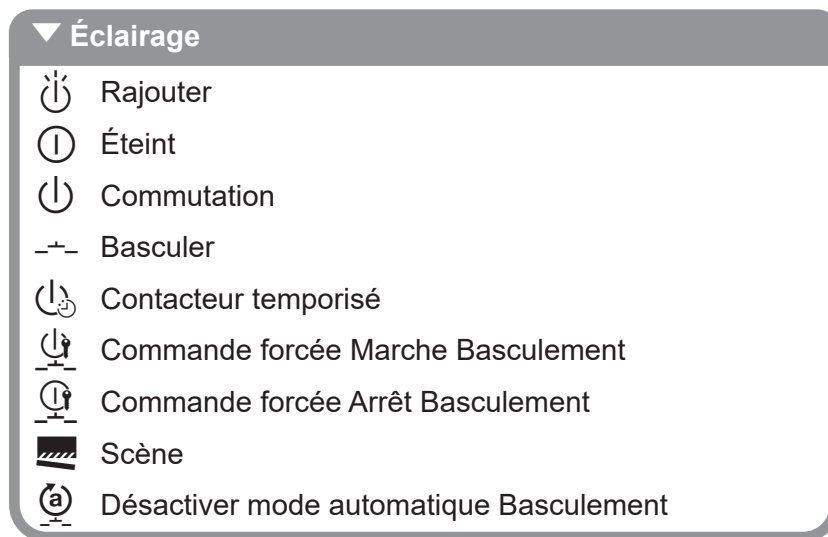 Éclairage
Rajouter
Éteint
Commutation
Basculer
Contacteur temporisé
Commande forcée Marche Basculement
Commande forcée Arrêt Basculement
Scène
Désactiver mode automatique Basculement